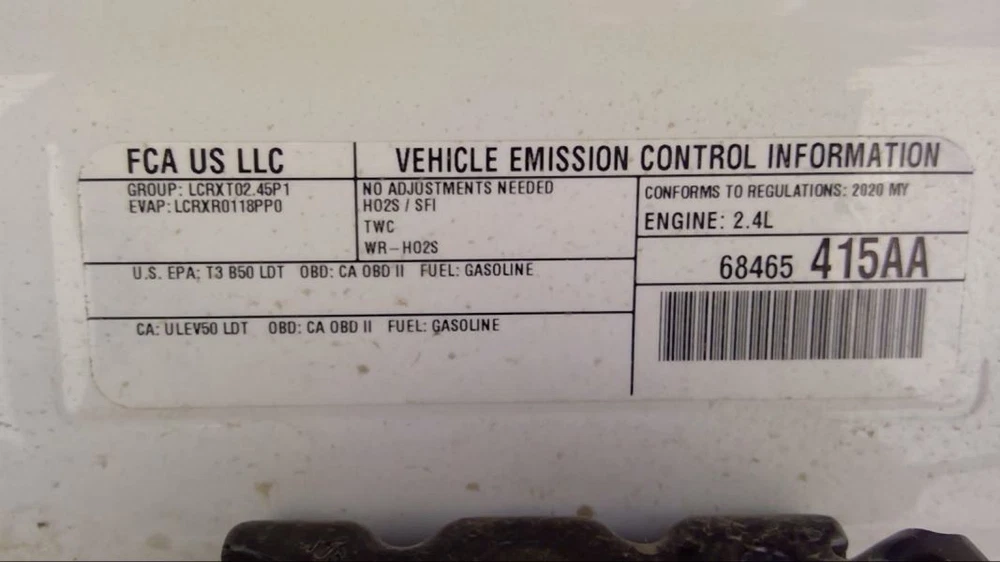 FCA US LLC
VEHICLE EMISSION CONTROL INFORMATION
GROUP: LCRXT02.45P1
EVAP: LCRXR0118PP0
NO ADJUSTMENTS NEEDED
HO2S / SFI
TWC
WR-HO2S
CONFORMS TO REGULATIONS: 2020 MY
ENGINE: 2.4L
68465 415AA
U.S. EPA: T3 B50 LDT OBD: CA OBD II FUEL: GASOLINE
CA: ULEV50 LDT OBD: CA OBD II FUEL: GASOLINE